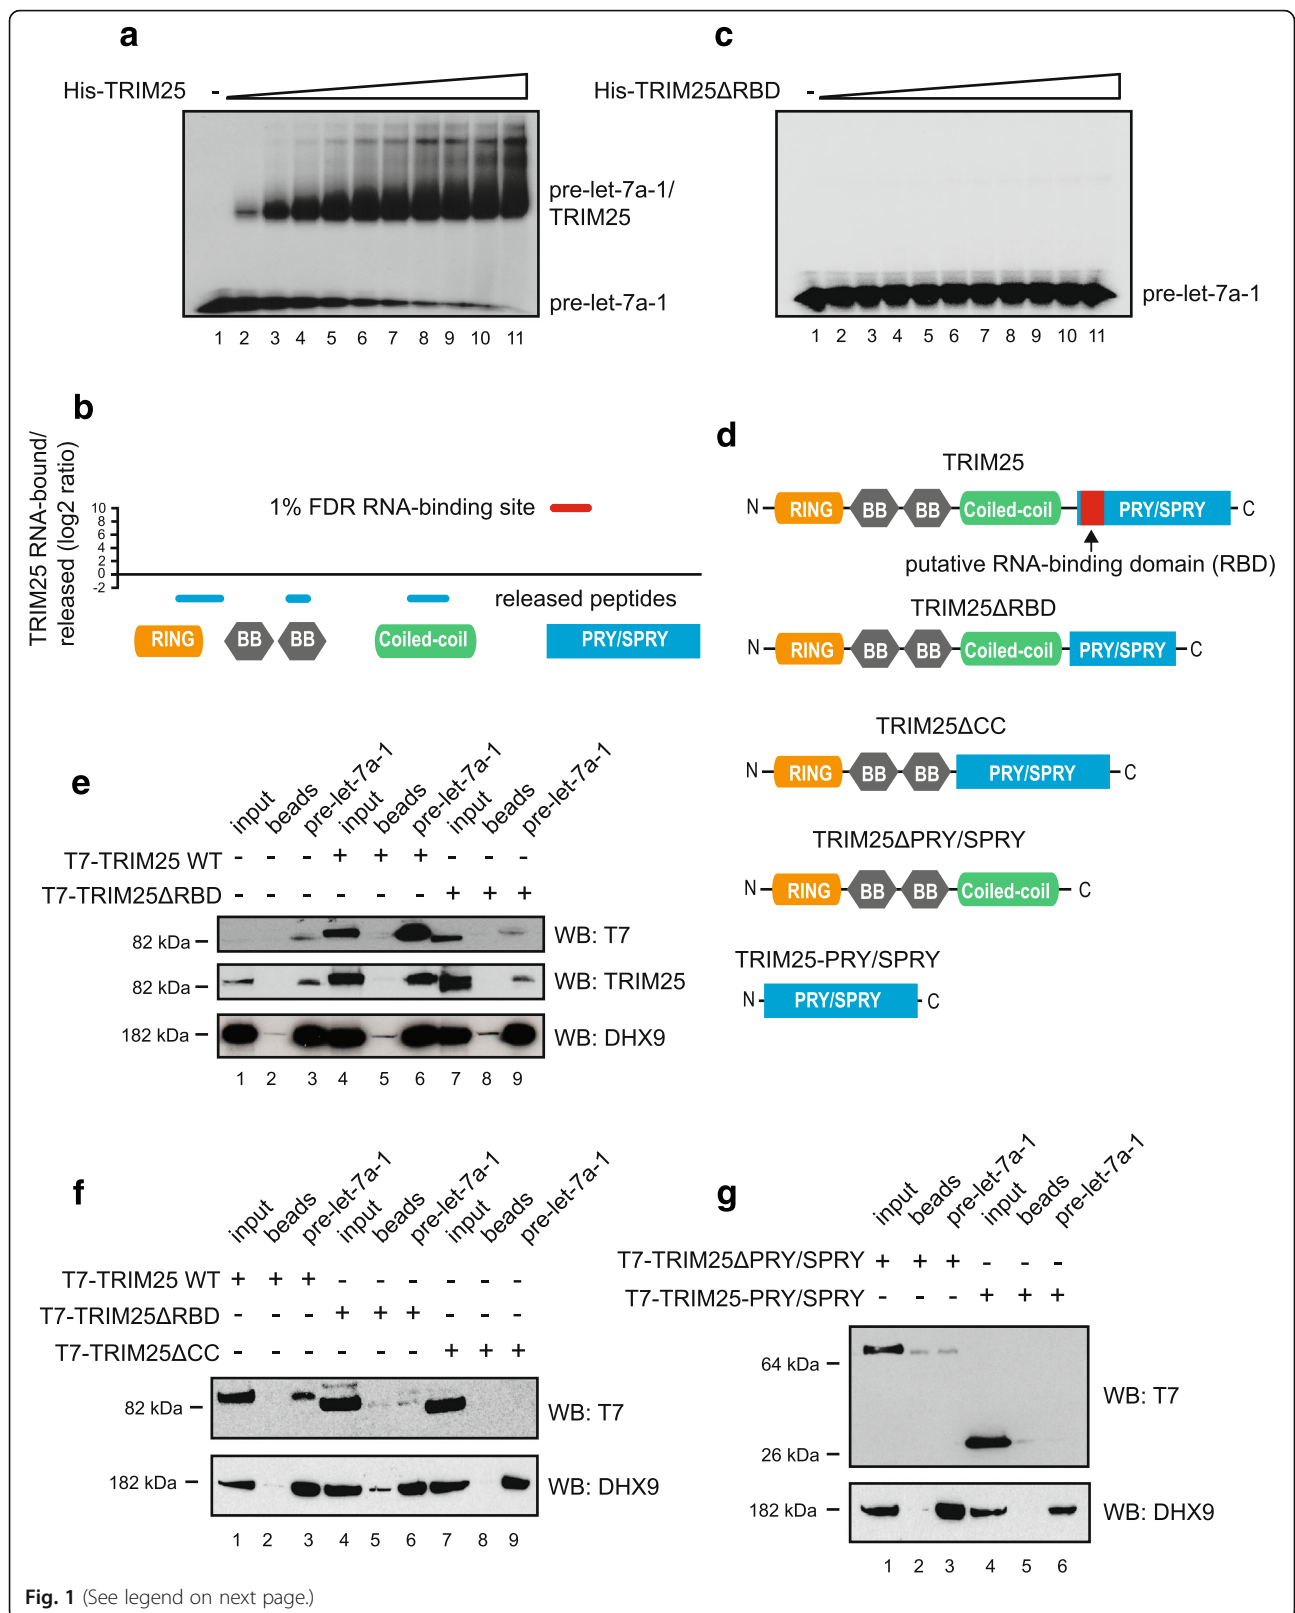 a
His-TRIM25 -
pre-let-7a-1/
TRIM25
pre-let-7a-1
1 2 3 4 5 6 7 8 9 10 11
c
His-TRIM25ΔRBD -
pre-let-7a-1
1 2 3 4 5 6 7 8 9 10 11
b
TRIM25 RNA-bound/
released (log2 ratio)
10
8
6
4
2
0
-2
1% FDR RNA-binding site
released peptides
RING BB BB Coiled-coil PRY/SPRY
d
TRIM25
N RING BB BB Coiled-coil PRY/SPRY C
putative RNA-binding domain (RBD)
TRIM25ΔRBD
N RING BB BB Coiled-coil PRY/SPRY C
TRIM25ΔCC
N RING BB BB PRY/SPRY C
TRIM25ΔPRY/SPRY
N RING BB BB Coiled-coil C
TRIM25-PRY/SPRY
N PRY/SPRY C
e
input beads pre-let-7a-1 input beads pre-let-7a-1 input beads pre-let-7a-1
T7-TRIM25 WT - - - + + + - - -
T7-TRIM25ΔRBD - - - - - - + + +
82 kDa WB: T7
82 kDa WB: TRIM25
182 kDa WB: DHX9
1 2 3 4 5 6 7 8 9
f
input beads pre-let-7a-1 input beads pre-let-7a-1 input beads pre-let-7a-1
T7-TRIM25 WT + + + - - - - - -
T7-TRIM25ΔRBD - - - + + + - - -
T7-TRIM25ΔCC - - - - - - + + +
82 kDa WB: T7
182 kDa WB: DHX9
1 2 3 4 5 6 7 8 9
g
input beads pre-let-7a-1 input beads pre-let-7a-1
T7-TRIM25ΔPRY/SPRY + + + - - -
T7-TRIM25-PRY/SPRY - - - + + +
64 kDa
WB: T7
26 kDa
182 kDa WB: DHX9
1 2 3 4 5 6
Fig. 1 (See legend on next page.)